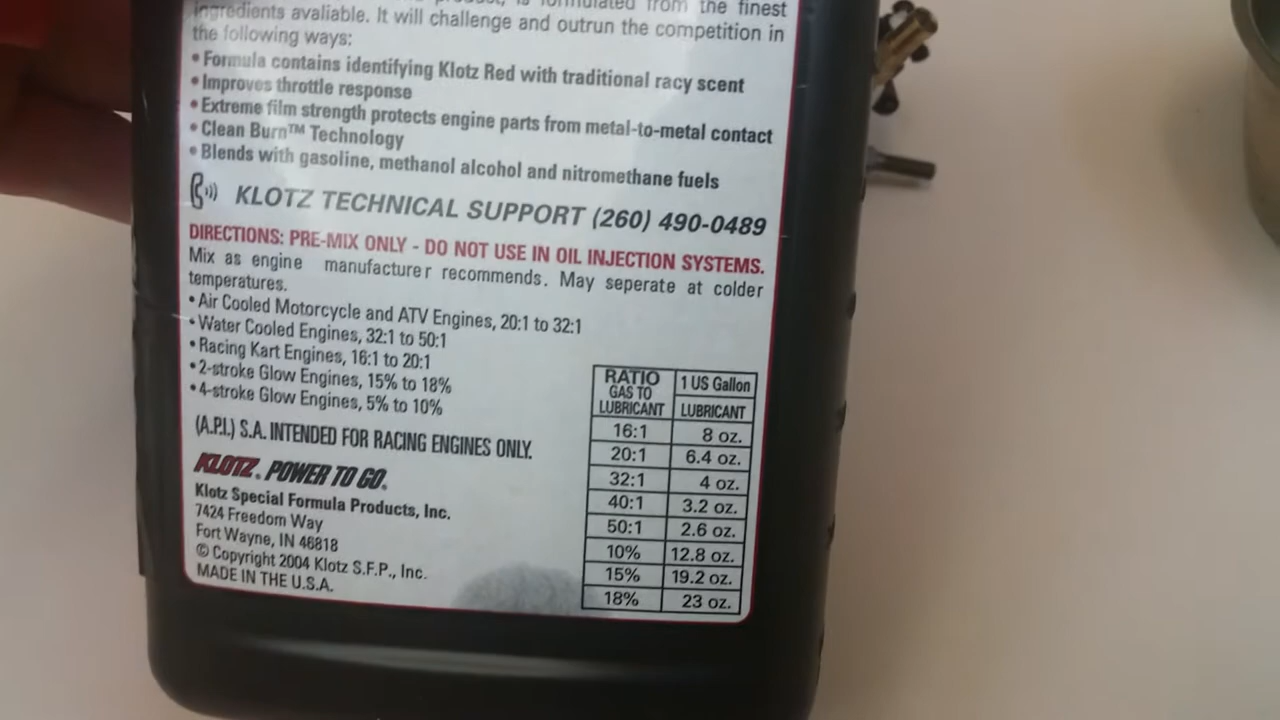 product, is formulated from the finest
ingredients avaliable. It will challenge and outrun the competition in
the following ways:
• Formula contains identifying Klotz Red with traditional racy scent
• Improves throttle response
• Extreme film strength protects engine parts from metal-to-metal contact
• Clean Burn™ Technology
• Blends with gasoline, methanol alcohol and nitromethane fuels
KLOTZ TECHNICAL SUPPORT (260) 490-0489
DIRECTIONS: PRE-MIX ONLY - DO NOT USE IN OIL INJECTION SYSTEMS.
Mix as engine manufacturer recommends. May seperate at colder
temperatures.
• Air Cooled Motorcycle and ATV Engines, 20:1 to 32:1
• Water Cooled Engines, 32:1 to 50:1
• Racing Kart Engines, 16:1 to 20:1
• 2-stroke Glow Engines, 15% to 18%
• 4-stroke Glow Engines, 5% to 10%
(A.P.I.) S.A. INTENDED FOR RACING ENGINES ONLY.
KLOTZ. POWER TO GO.
Klotz Special Formula Products, Inc.
7424 Freedom Way
Fort Wayne, IN 46818
© Copyright 2004 Klotz S.F.P., Inc.
MADE IN THE U.S.A.
RATIO 1 US Gallon
GAS TO
LUBRICANT LUBRICANT
16:1 8 oz.
20:1 6.4 oz.
32:1 4 oz.
40:1 3.2 oz.
50:1 2.6 oz.
10% 12.8 oz.
15% 19.2 oz.
18% 23 oz.